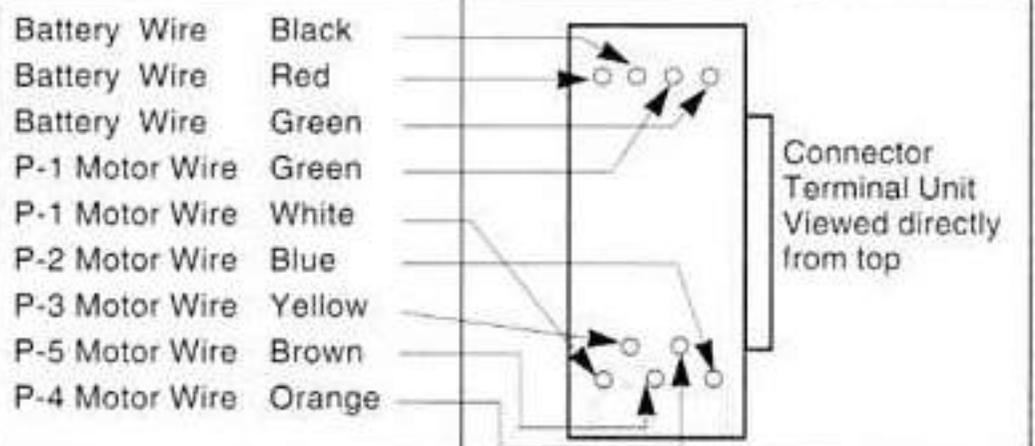 Battery Wire Black
Battery Wire Red
Battery Wire Green
P-1 Motor Wire Green
P-1 Motor Wire White
P-2 Motor Wire Blue
P-3 Motor Wire Yellow
P-5 Motor Wire Brown
P-4 Motor Wire Orange
Connector
Terminal Unit
Viewed directly
from top